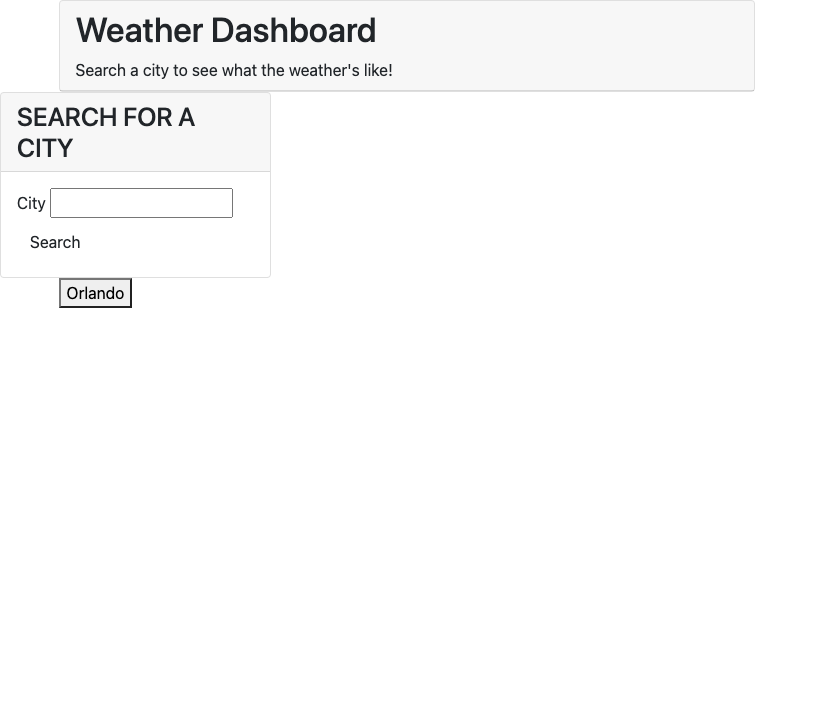 Weather Dashboard
Search a city to see what the weather's like!
SEARCH FOR A
CITY
City
Search
Orlando